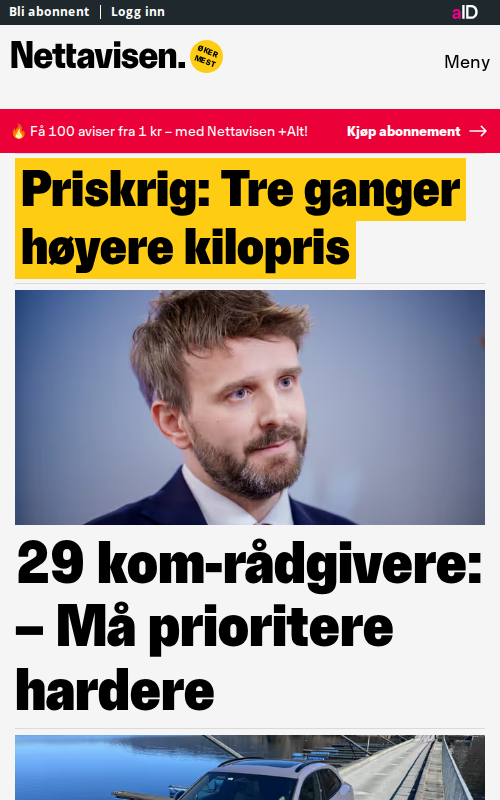 Bli abonnent | Logg inn
aID
Nettavisen.
ØKER
MEST
Meny
Få 100 aviser fra 1 kr – med Nettavisen +Alt!
Kjøp abonnement
Priskrig: Tre ganger
høyere kilopris
29 kom-rådgivere:
– Må prioritere
hardere